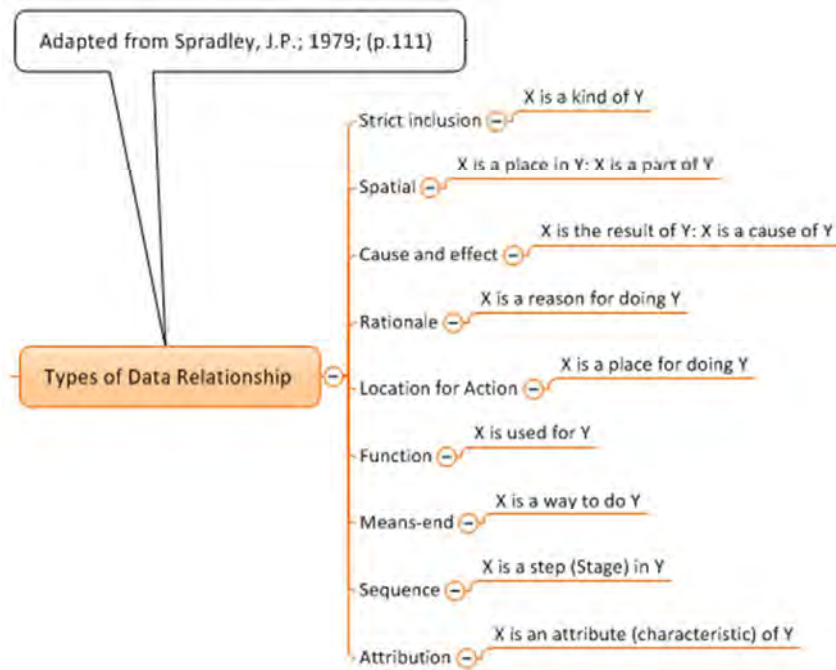 Adapted from Spradley, J.P.; 1979; (p.111)
Types of Data Relationship
Strict inclusion
X is a kind of Y
Spatial
X is a place in Y: X is a part of Y
Cause and effect
X is the result of Y: X is a cause of Y
Rationale
X is a reason for doing Y
Location for Action
X is a place for doing Y
Function
X is used for Y
Means-end
X is a way to do Y
Sequence
X is a step (Stage) in Y
Attribution
X is an attribute (characteristic) of Y